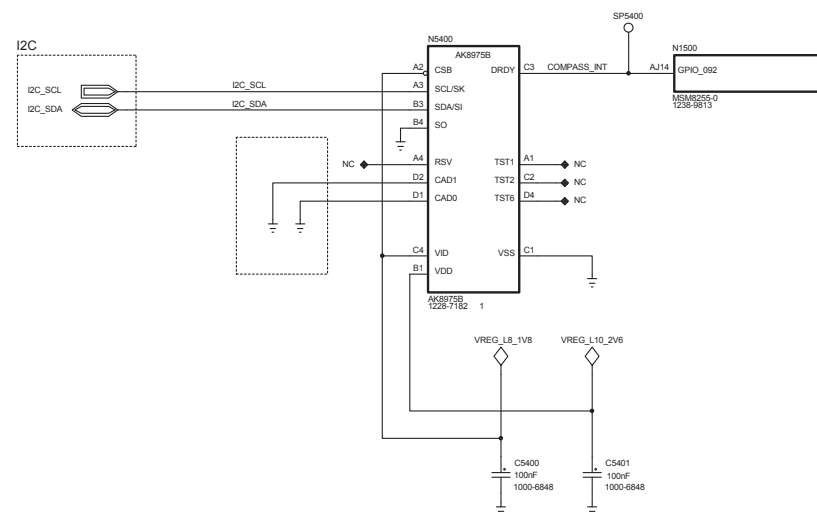 SP5400
I2C
N5400
AK8975B
N1500
A2 CSB DRDY C3 COMPASS_INT AJ14 GPIO_092
I2C_SCL I2C_SCL A3 SCL/SK
I2C_SDA I2C_SDA B3 SDA/SI
MSM8255-0
1238-9813
B4 SO
NC A4 RSV TST1 A1 NC
D2 CAD1 TST2 C2 NC
D1 CAD0 TST6 D4 NC
C4 VID VSS C1
B1 VDD
AK8975B
1228-7182 1
VREG_L8_1V8 VREG_L10_2V6
C5400 C5401
100nF 100nF
1000-6848 1000-6848